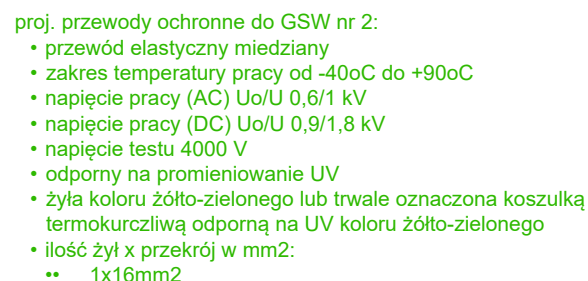 proj. przewody ochronne do GSW nr 2:
• przewód elastyczny miedziany
• zakres temperatury pracy od -40oC do +90oC
• napięcie pracy (AC) Uo/U 0,6/1 kV
• napięcie pracy (DC) Uo/U 0,9/1,8 kV
• napięcie testu 4000 V
• odporny na promieniowanie UV
• żyła koloru żółto-zielonego lub trwale oznaczona koszulką
termokurczliwą odporną na UV koloru żółto-zielonego
• ilość żył x przekrój w mm2:
•• 1x16mm2